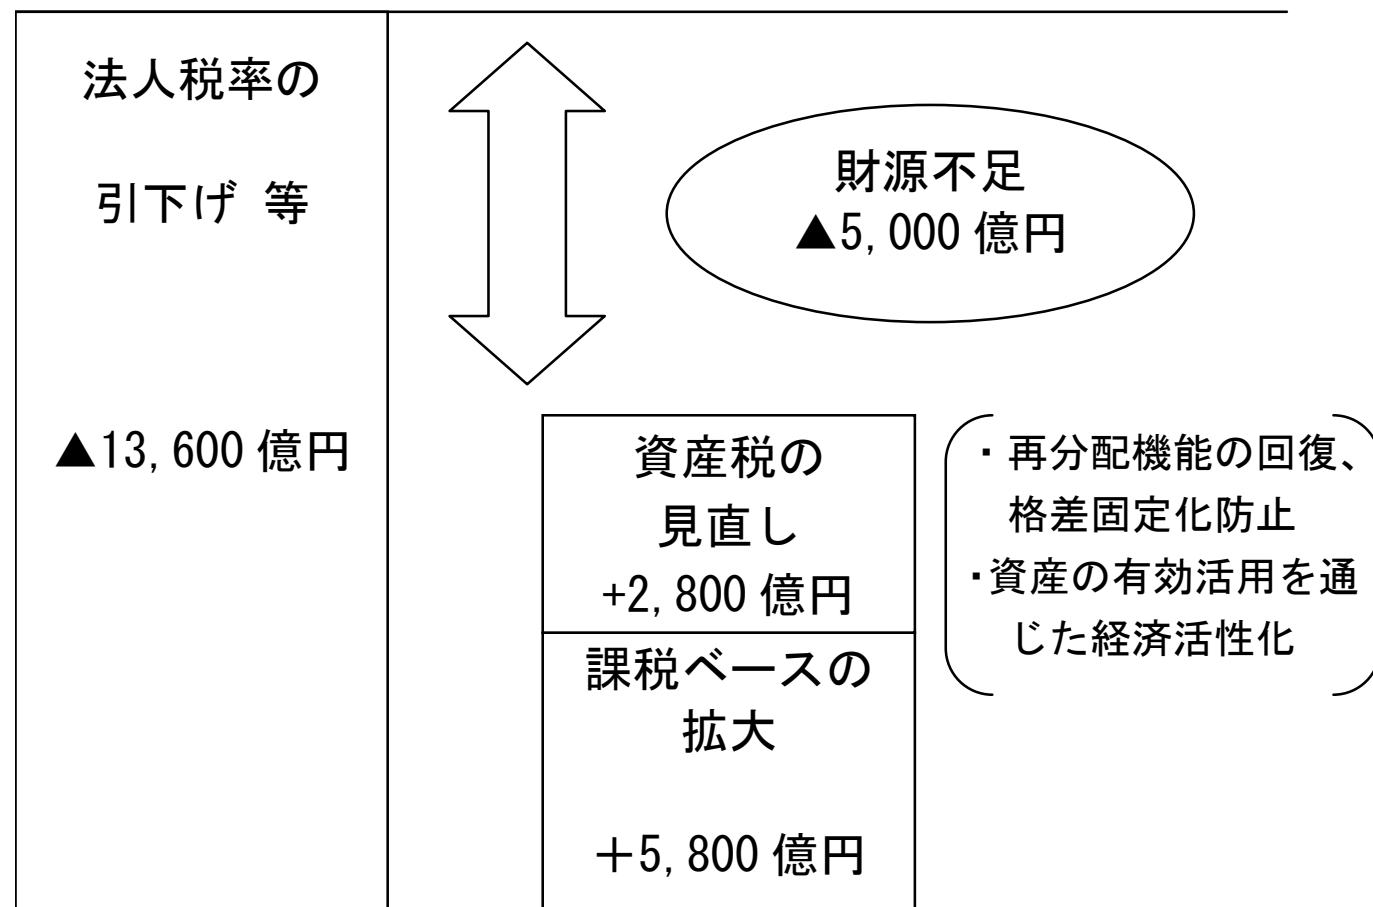 法人税率の
引下げ 等
▲13,600 億円
財源不足
▲5,000 億円
資産税の
見直し
+2,800 億円
・再分配機能の回復、
格差固定化防止
・資産の有効活用を通
じた経済活性化
課税ベースの
拡大
＋5,800 億円